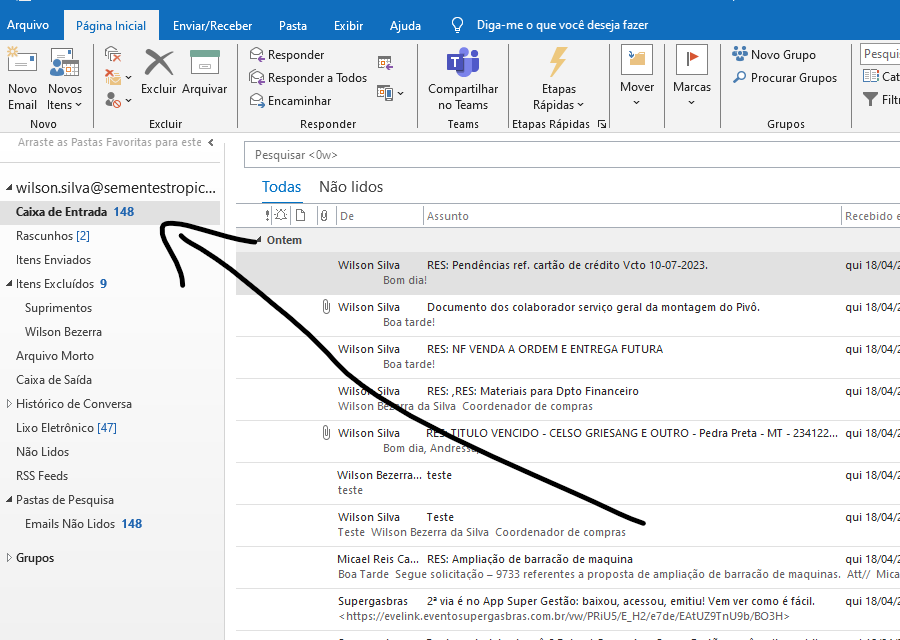 Arquivo Página Inicial Enviar/Receber Pasta Exibir Ajuda Diga-me o que você deseja fazer
Novo Email
Novos Itens
Novo
Excluir
Arquivar
Excluir
Responder
Responder a Todos
Encaminhar
Responder
Compartilhar no Teams
Teams
Etapas Rápidas
Etapas Rápidas
Mover
Marcas
Novo Grupo
Procurar Grupos
Grupos
Pesqui
Cat
Filt
Arraste as Pastas Favoritas para este
wilson.silva@sementestropic...
Caixa de Entrada 148
Rascunhos [2]
Itens Enviados
Itens Excluídos 9
Suprimentos
Wilson Bezerra
Arquivo Morto
Caixa de Saída
Histórico de Conversa
Lixo Eletrônico [47]
Não Lidos
RSS Feeds
Pastas de Pesquisa
Emails Não Lidos 148
Grupos
Pesquisar <0w>
Todas Não lidos
De Assunto Recebido e
Ontem
Wilson Silva RES: Pendências ref. cartão de crédito Vcto 10-07-2023. qui 18/04/2
Bom dia!
Wilson Silva Documento dos colaborador serviço geral da montagem do Pivô. qui 18/04/2
Boa tarde!
Wilson Silva RES: NF VENDA A ORDEM E ENTREGA FUTURA qui 18/04/2
Boa tarde!
Wilson Silva RES: ,RES: Materiais para Dpto Financeiro qui 18/04/2
Wilson Bezerra da Silva Coordenador de compras
Wilson Silva RES: TITULO VENCIDO - CELSO GRIESANG E OUTRO - Pedra Preta - MT - 234122... qui 18/04/2
Bom dia, Andressa,
Wilson Bezerra... teste qui 18/04/2
teste
Wilson Silva Teste qui 18/04/2
Teste Wilson Bezerra da Silva Coordenador de compras
Micael Reis Ca... RES: Ampliação de barracão de maquina qui 18/04/2
Boa Tarde Segue solicitação – 9733 referentes a proposta de ampliação de barracão de maquinas. Att// Mica
Supergasbras 2ª via é no App Super Gestão: baixou, acessou, emitiu! Vem ver como é fácil. qui 18/04/2
<https://evelink.eventosupergasbras.com.br/vw/PRiU5/E_H2/e7de/EAtUZ9TnU9b/BO3H>